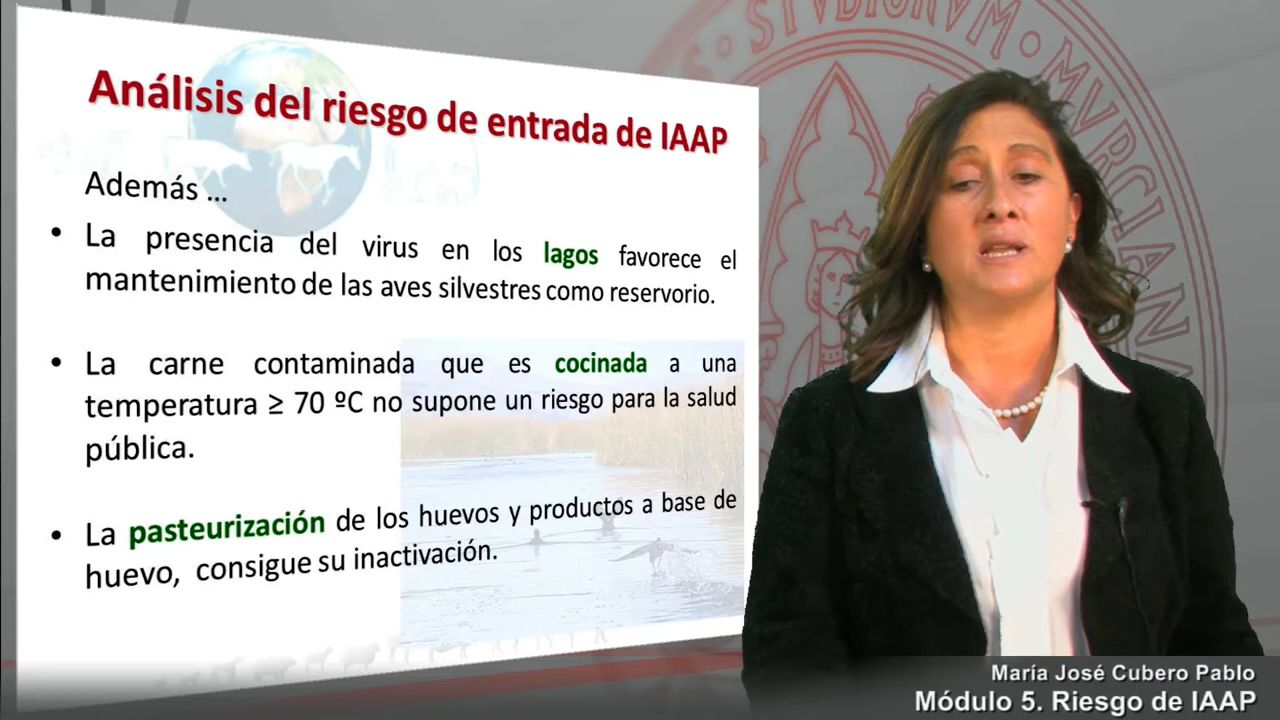 STVDIORVM
MVRCIANA
Análisis del riesgo de entrada de IAAP
Además ...
• La presencia del virus en los lagos favorece el
mantenimiento de las aves silvestres como reservorio.
• La carne contaminada que es cocinada a una
temperatura ≥ 70 ºC no supone un riesgo para la salud
pública.
• La pasteurización de los huevos y productos a base de
huevo, consigue su inactivación.
María José Cubero Pablo
Módulo 5. Riesgo de IAAP